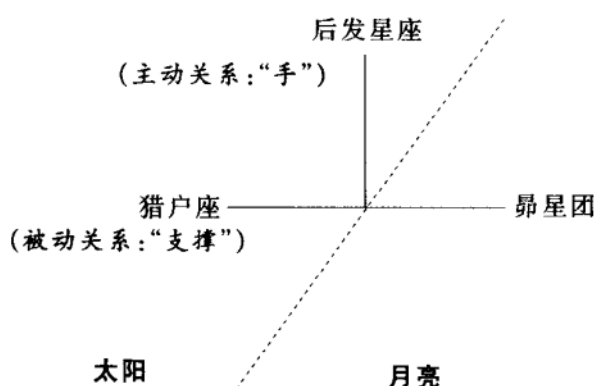 后发星座
(主动关系:“手”)
猎户座
昴星团
(被动关系:“支撑”)
太阳
月亮